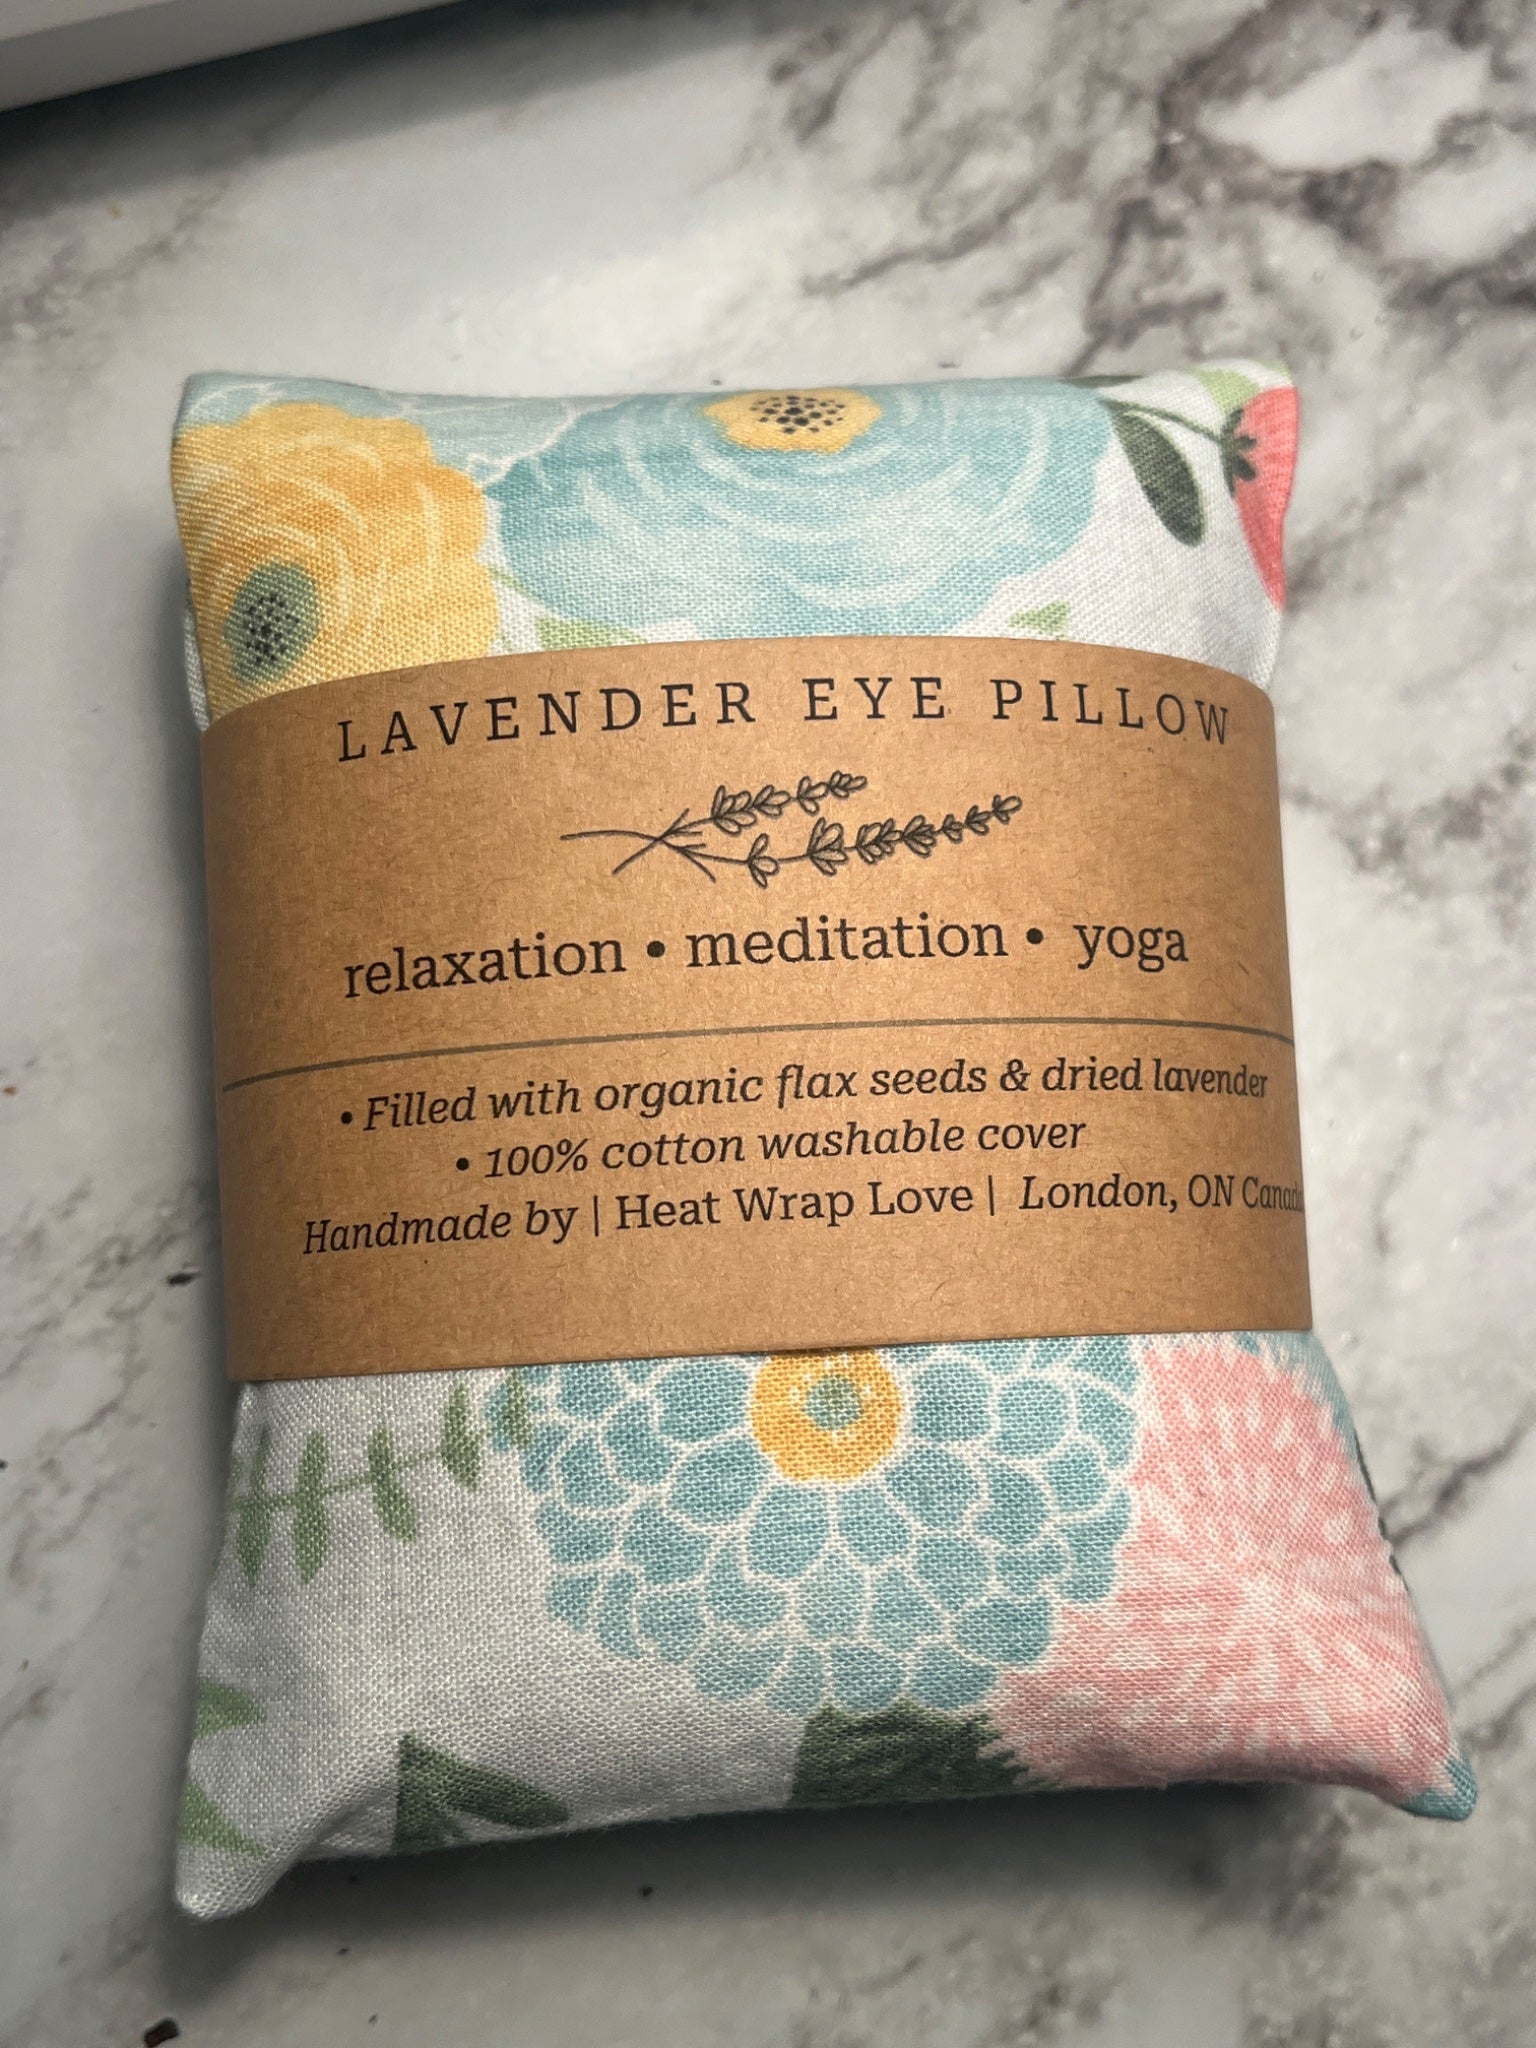 LAVENDER EYE PILLOW
relaxation • meditation • yoga
• Filled with organic flax seeds & dried lavender
• 100% cotton washable cover
Handmade by | Heat Wrap Love | London, ON Canada